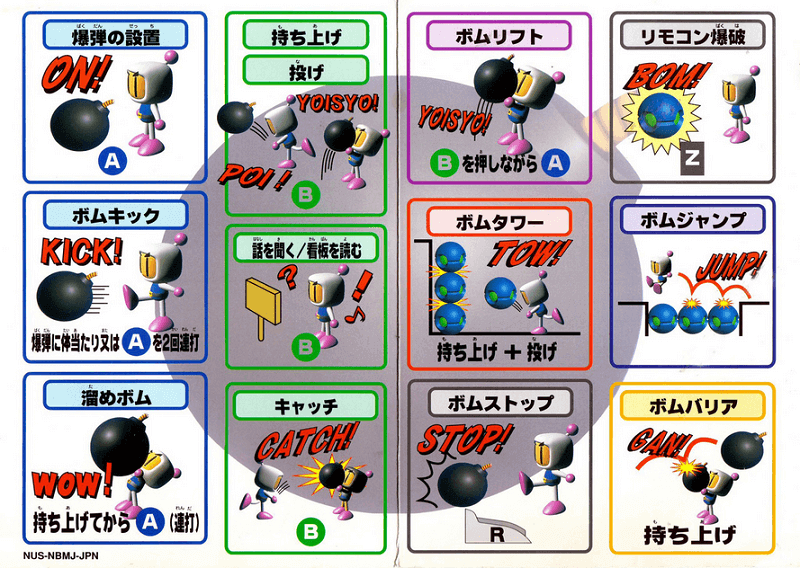 爆弾の設置
ON!
A
ボムキック
KICK!
爆弾に体当たり又は A を2回連打
溜めボム
WOW!
持ち上げてから A (連打)
NUS-NBMJ-JPN
持ち上げ
投げ
YOISYO!
POI!
B
話を聞く/看板を読む
?
!
B
キャッチ
CATCH!
B
ボムリフト
YOISYO!
B を押しながら A
ボムタワー
TOW!
持ち上げ + 投げ
ボムストップ
STOP!
R
リモコン爆破
BOM!
Z
ボムジャンプ
JUMP!
ボムバリア
GAN!
持ち上げ